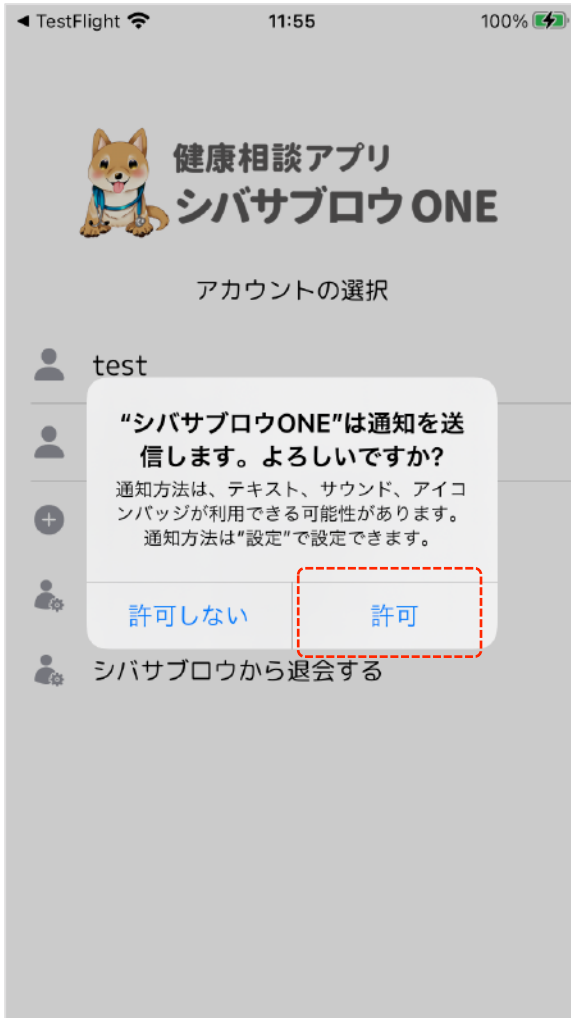 ◀ TestFlight 11:55 100%
健康相談アプリ
シバサブロウ ONE
アカウントの選択
test
“シバサブロウONE”は通知を送
信します。よろしいですか?
通知方法は、テキスト、サウンド、アイコ
ンバッジが利用できる可能性があります。
通知方法は“設定”で設定できます。
許可しない 許可
シバサブロウから退会する